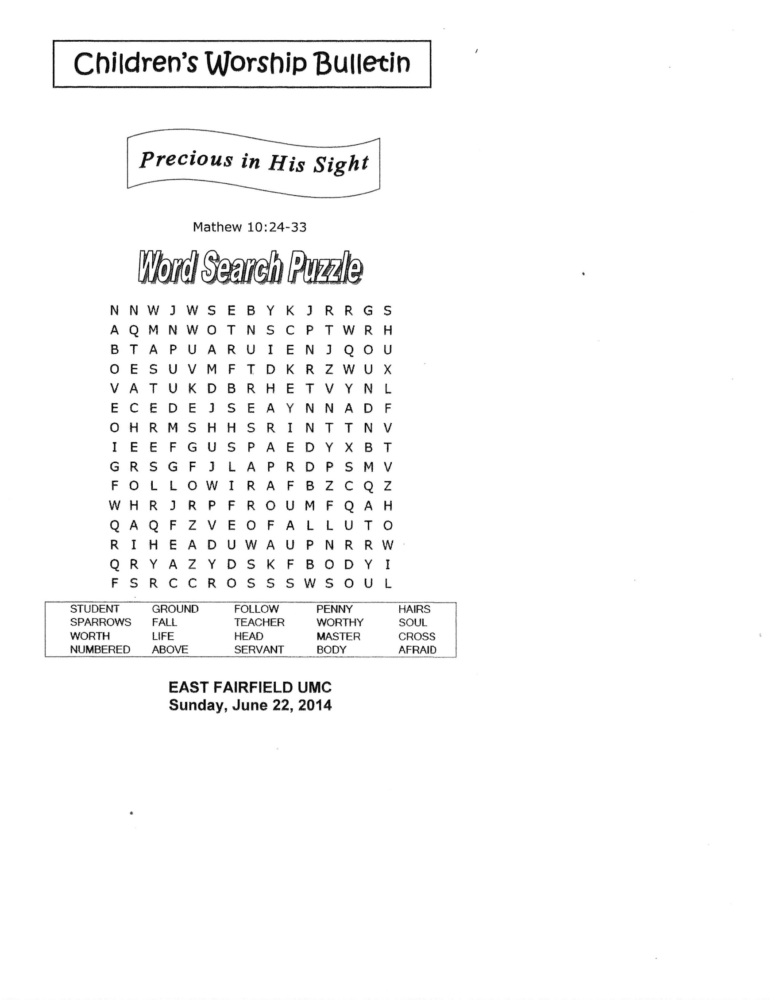 Children's Worship Bulletin
Precious in His Sight
Mathew 10:24-33
Word Search Puzzle
N N W J W S E B Y K J R R G S
A Q M N W O T N S C P T W R H
B T A P U A R U I E N J Q O U
O E S U V M F T D K R Z W U X
V A T U K D B R H E T V Y N L
E C E D E J S E A Y N N A D F
O H R M S H H S R I N T T N V
I E E F G U S P A E D Y X B T
G R S G F J L A P R D P S M V
F O L L O W I R A F B Z C Q Z
W H R J R P F R O U M F Q A H
Q A Q F Z V E O F A L L U T O
R I H E A D U W A U P N R R W
Q R Y A Z Y D S K F B O D Y I
F S R C C R O S S S W S O U L
STUDENT GROUND FOLLOW PENNY HAIRS
SPARROWS FALL TEACHER WORTHY SOUL
WORTH LIFE HEAD MASTER CROSS
NUMBERED ABOVE SERVANT BODY AFRAID
EAST FAIRFIELD UMC
Sunday, June 22, 2014